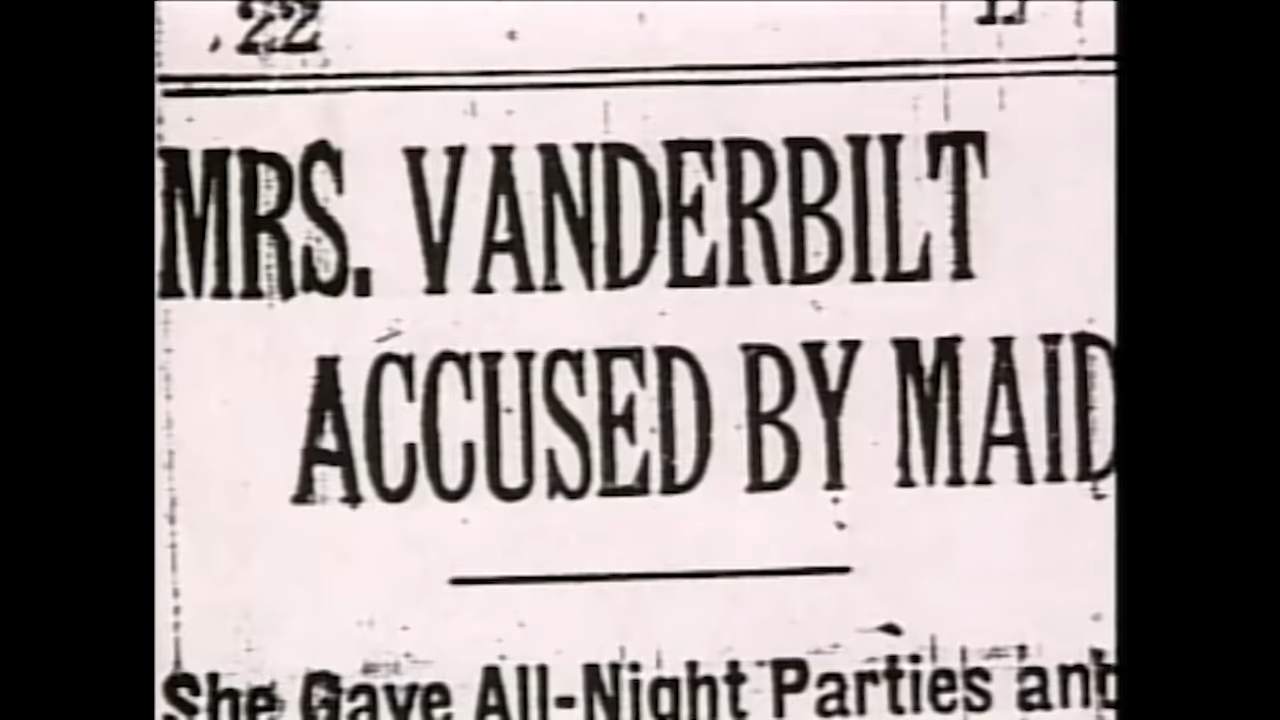 , 22
MRS. VANDERBILT
ACCUSED BY MAID
She Gave All-Night Parties and